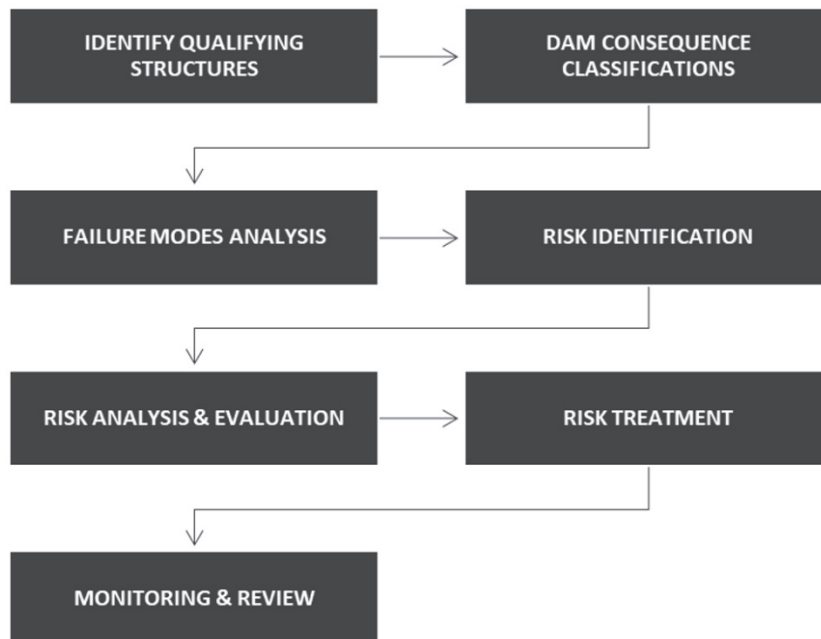 IDENTIFY QUALIFYING
STRUCTURES
DAM CONSEQUENCE
CLASSIFICATIONS
FAILURE MODES ANALYSIS
RISK IDENTIFICATION
RISK ANALYSIS & EVALUATION
RISK TREATMENT
MONITORING & REVIEW